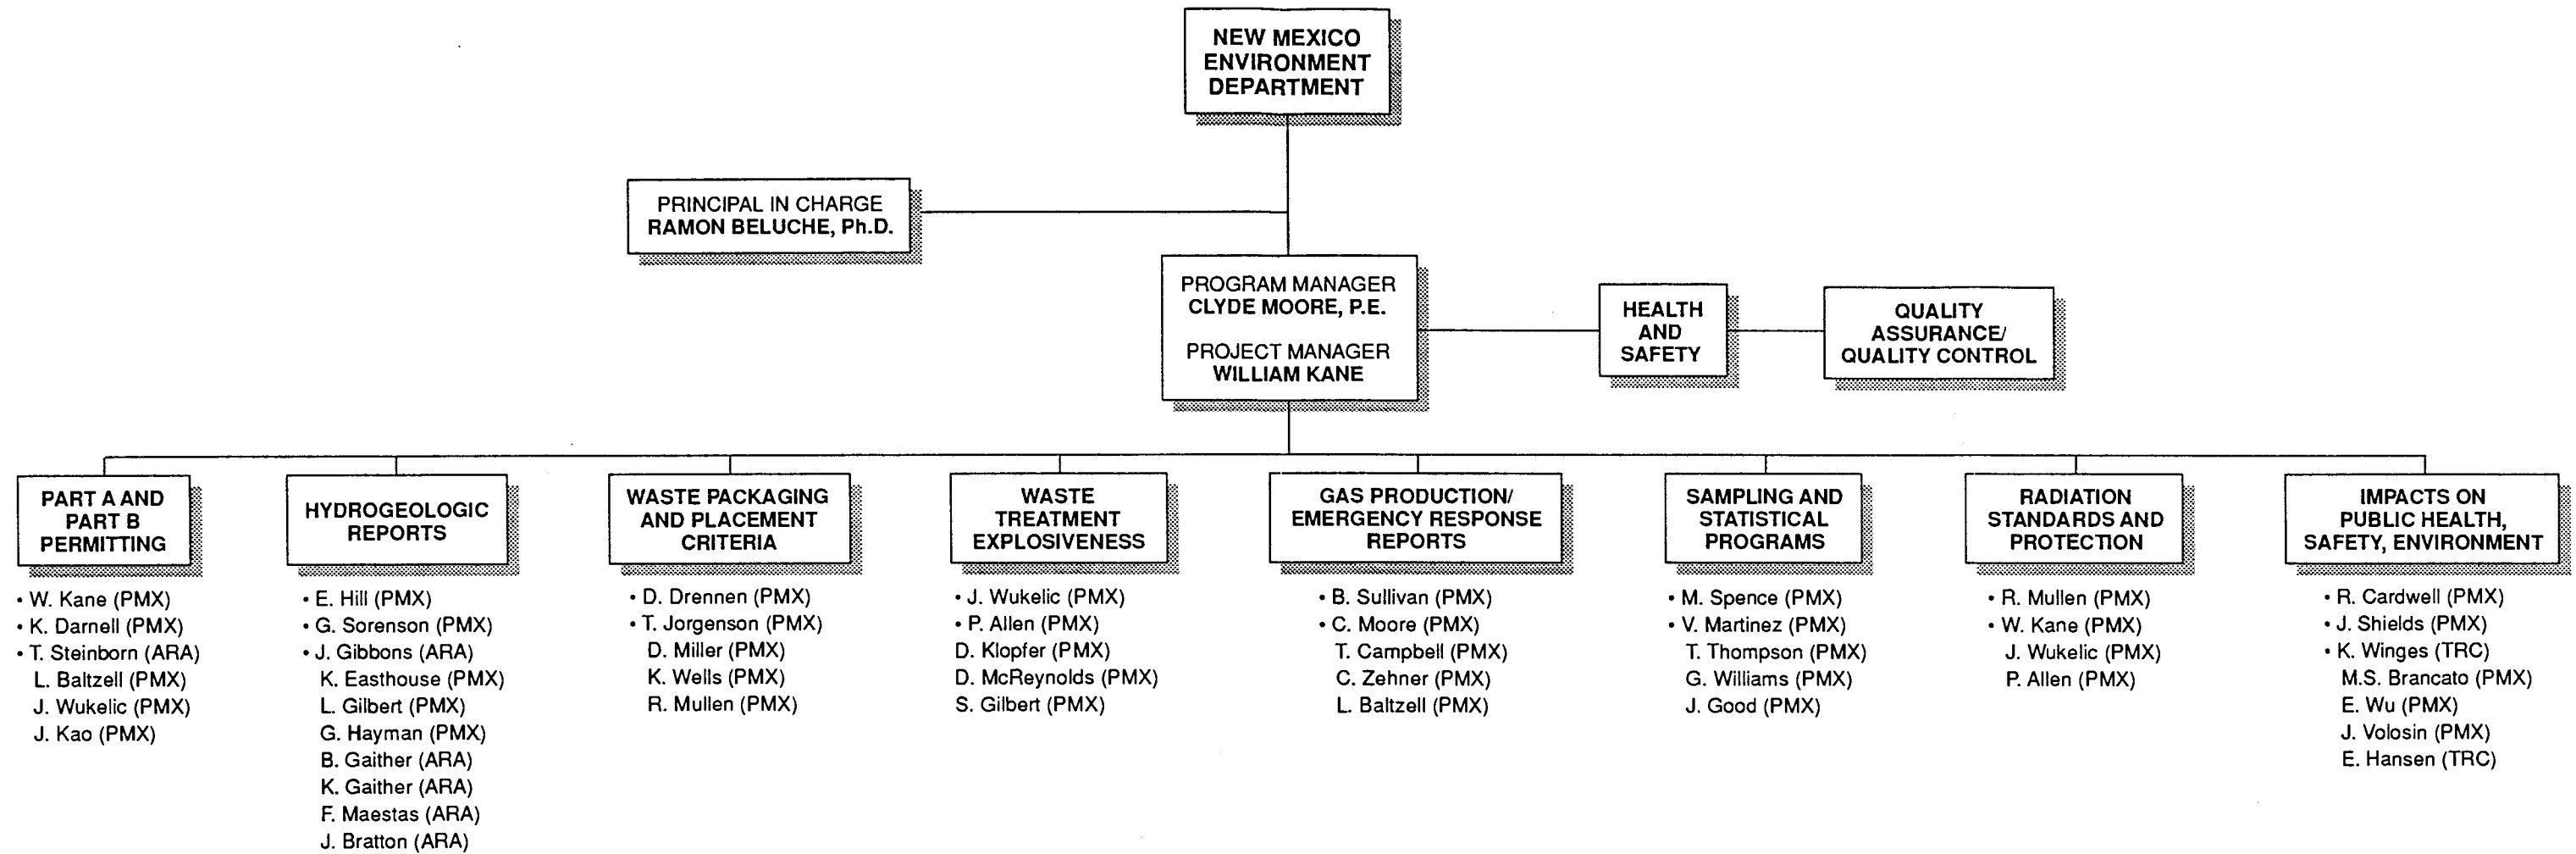 NEW MEXICO
ENVIRONMENT
DEPARTMENT
PRINCIPAL IN CHARGE
RAMON BELUCHE, Ph.D.
PROGRAM MANAGER
CLYDE MOORE, P.E.
PROJECT MANAGER
WILLIAM KANE
HEALTH
AND
SAFETY
QUALITY
ASSURANCE/
QUALITY CONTROL
PART A AND
PART B
PERMITTING
• W. Kane (PMX)
• K. Darnell (PMX)
• T. Steinborn (ARA)
L. Baltzell (PMX)
J. Wukelic (PMX)
J. Kao (PMX)
HYDROGEOLOGIC
REPORTS
• E. Hill (PMX)
• G. Sorenson (PMX)
• J. Gibbons (ARA)
K. Easthouse (PMX)
L. Gilbert (PMX)
G. Hayman (PMX)
B. Gaither (ARA)
K. Gaither (ARA)
F. Maestas (ARA)
J. Bratton (ARA)
WASTE PACKAGING
AND PLACEMENT
CRITERIA
• D. Drennen (PMX)
• T. Jorgenson (PMX)
D. Miller (PMX)
K. Wells (PMX)
R. Mullen (PMX)
WASTE
TREATMENT
EXPLOSIVENESS
• J. Wukelic (PMX)
• P. Allen (PMX)
D. Klopfer (PMX)
D. McReynolds (PMX)
S. Gilbert (PMX)
GAS PRODUCTION/
EMERGENCY RESPONSE
REPORTS
• B. Sullivan (PMX)
• C. Moore (PMX)
T. Campbell (PMX)
C. Zehner (PMX)
L. Baltzell (PMX)
SAMPLING AND
STATISTICAL
PROGRAMS
• M. Spence (PMX)
• V. Martinez (PMX)
T. Thompson (PMX)
G. Williams (PMX)
J. Good (PMX)
RADIATION
STANDARDS AND
PROTECTION
• R. Mullen (PMX)
• W. Kane (PMX)
J. Wukelic (PMX)
P. Allen (PMX)
IMPACTS ON
PUBLIC HEALTH,
SAFETY, ENVIRONMENT
• R. Cardwell (PMX)
• J. Shields (PMX)
• K. Winges (TRC)
M.S. Brancato (PMX)
E. Wu (PMX)
J. Volosin (PMX)
E. Hansen (TRC)